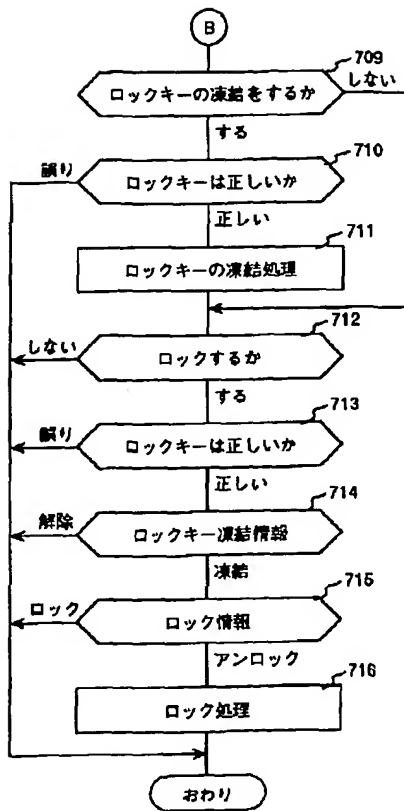 B
709
ロックキーの凍結をするか
しない
する
710
誤り
ロックキーは正しいか
正しい
711
ロックキーの凍結処理
712
しない
ロックするか
する
713
誤り
ロックキーは正しいか
正しい
714
解除
ロックキー凍結情報
凍結
715
ロック
ロック情報
アンロック
716
ロック処理
おわり